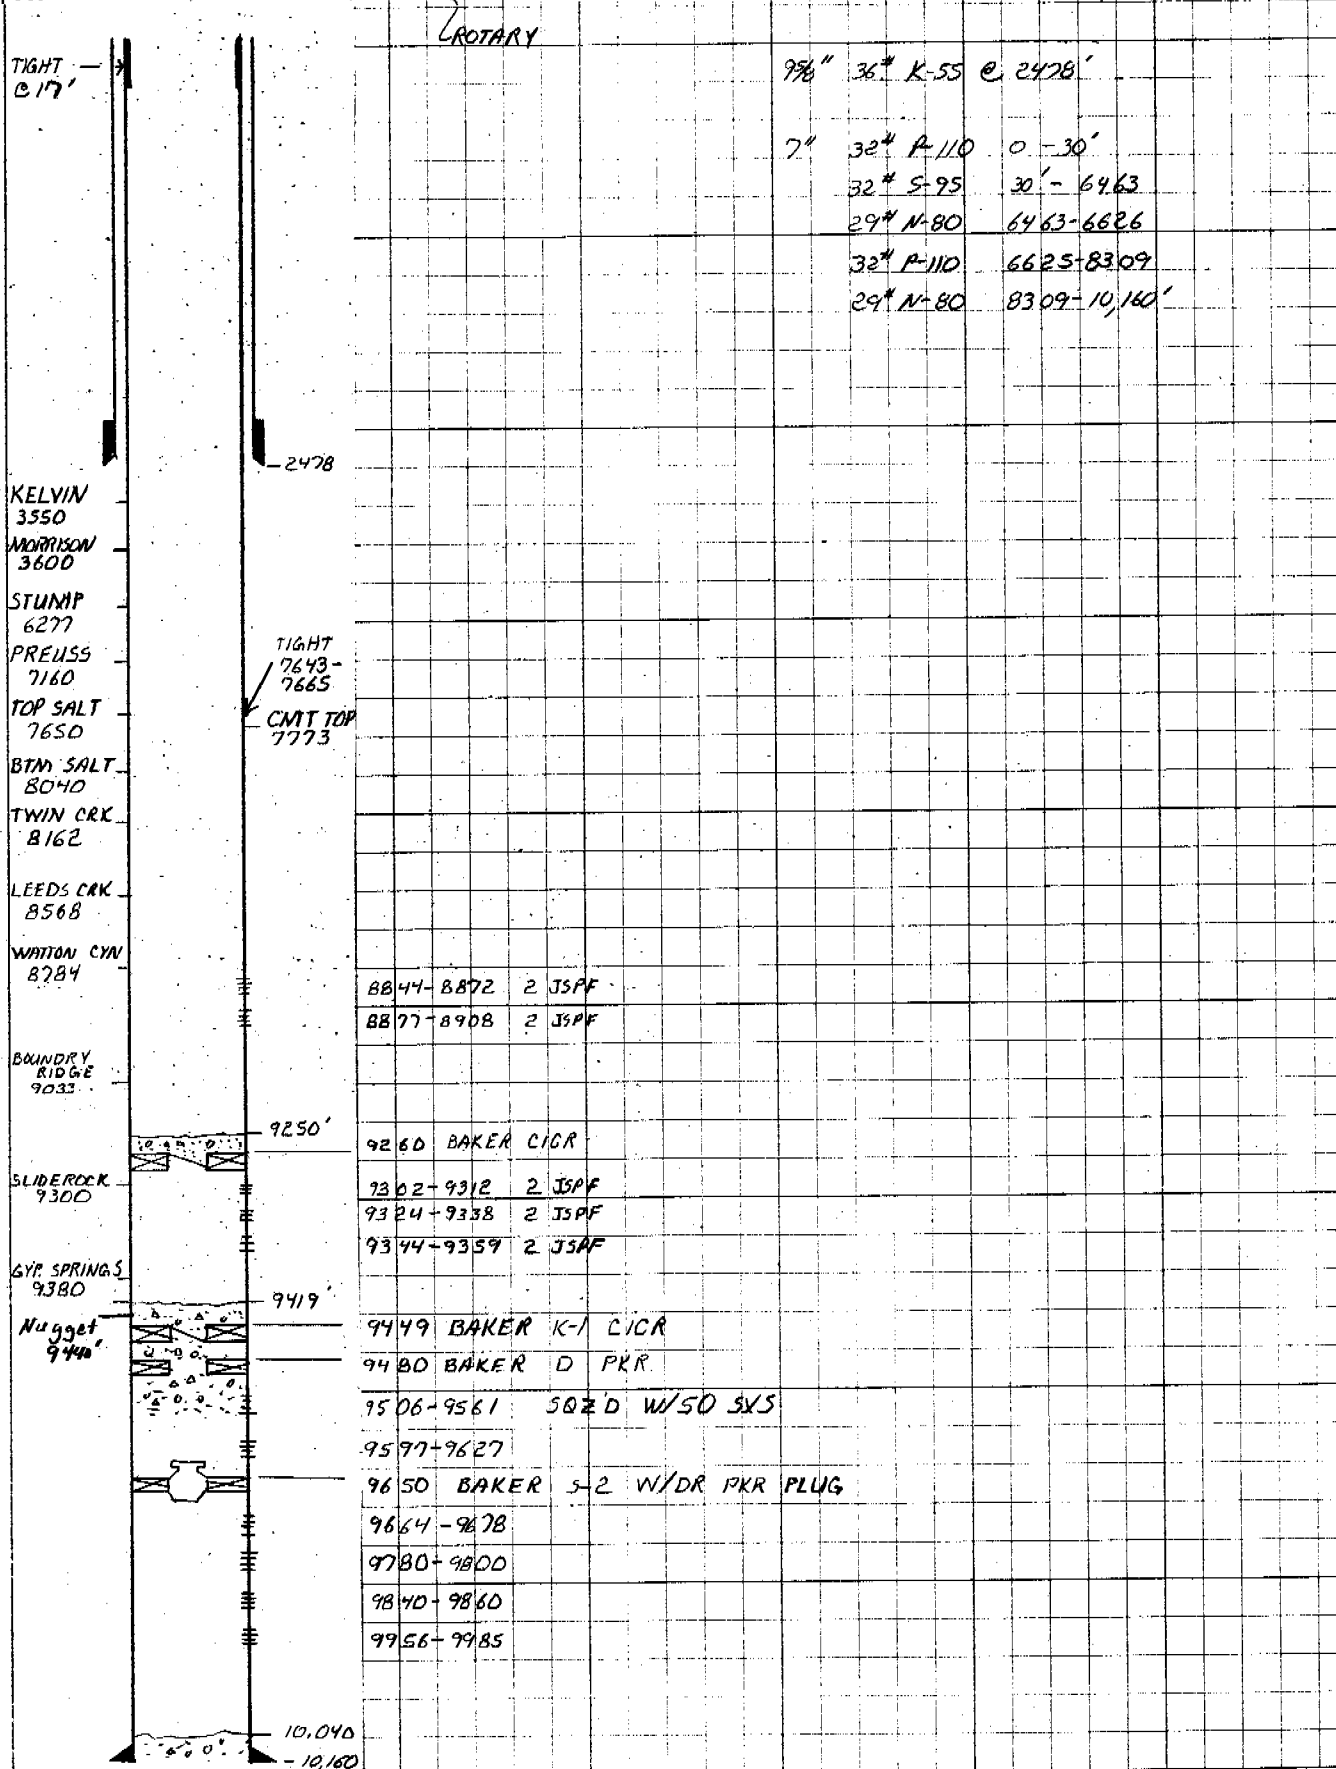 ROTARY
TIGHT
@ 17'
9 5/8" 36# K-55 @ 2478'
7" 32# P-110 0 - 30'
32# S-95 30' - 6463
29# N-80 6463-6626
32# P-110 6625-8309
29# N-80 8309-10,160'
-2478
KELVIN
3550
MORRISON
3600
STUMP
6277
PREUSS
7160
TIGHT
7643-
7665
TOP SALT
7650
CMT TOP
7773
BTM SALT
8040
TWIN CRK
8162
LEEDS CRK
8568
WATTON CYN
8784
8844-8872 2 JSPF
8877-8908 2 JSPF
BOUNDRY
RIDGE
9033
9250'
9260 BAKER CICR
SLIDEROCK
9300
9302-9312 2 JSPF
9324-9338 2 JSPF
9344-9359 2 JSPF
GYP. SPRINGS
9380
9419'
Nugget
9440'
9449 BAKER K-1 CICR
9480 BAKER D PKR
9506-9561 SQZ'D W/50 SXS
9597-9627
9650 BAKER S-2 W/DR PKR PLUG
9664-9678
9780-9800
9840-9860
9956-9985
10,040
-10,160